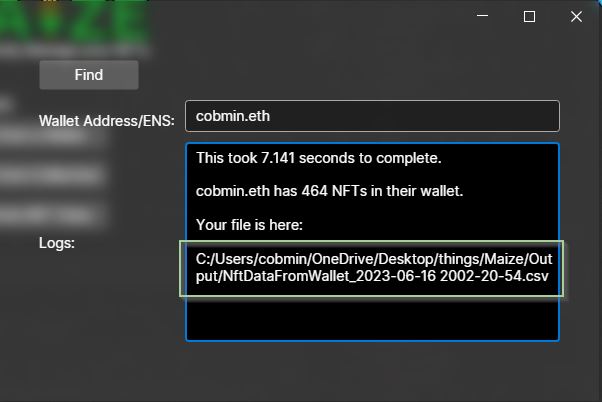 Find
Wallet Address/ENS:
cobmin.eth
This took 7.141 seconds to complete.
cobmin.eth has 464 NFTs in their wallet.
Your file is here:
Logs:
C:/Users/cobmin/OneDrive/Desktop/things/Maize/Out
put/NftDataFromWallet_2023-06-16 2002-20-54.csv